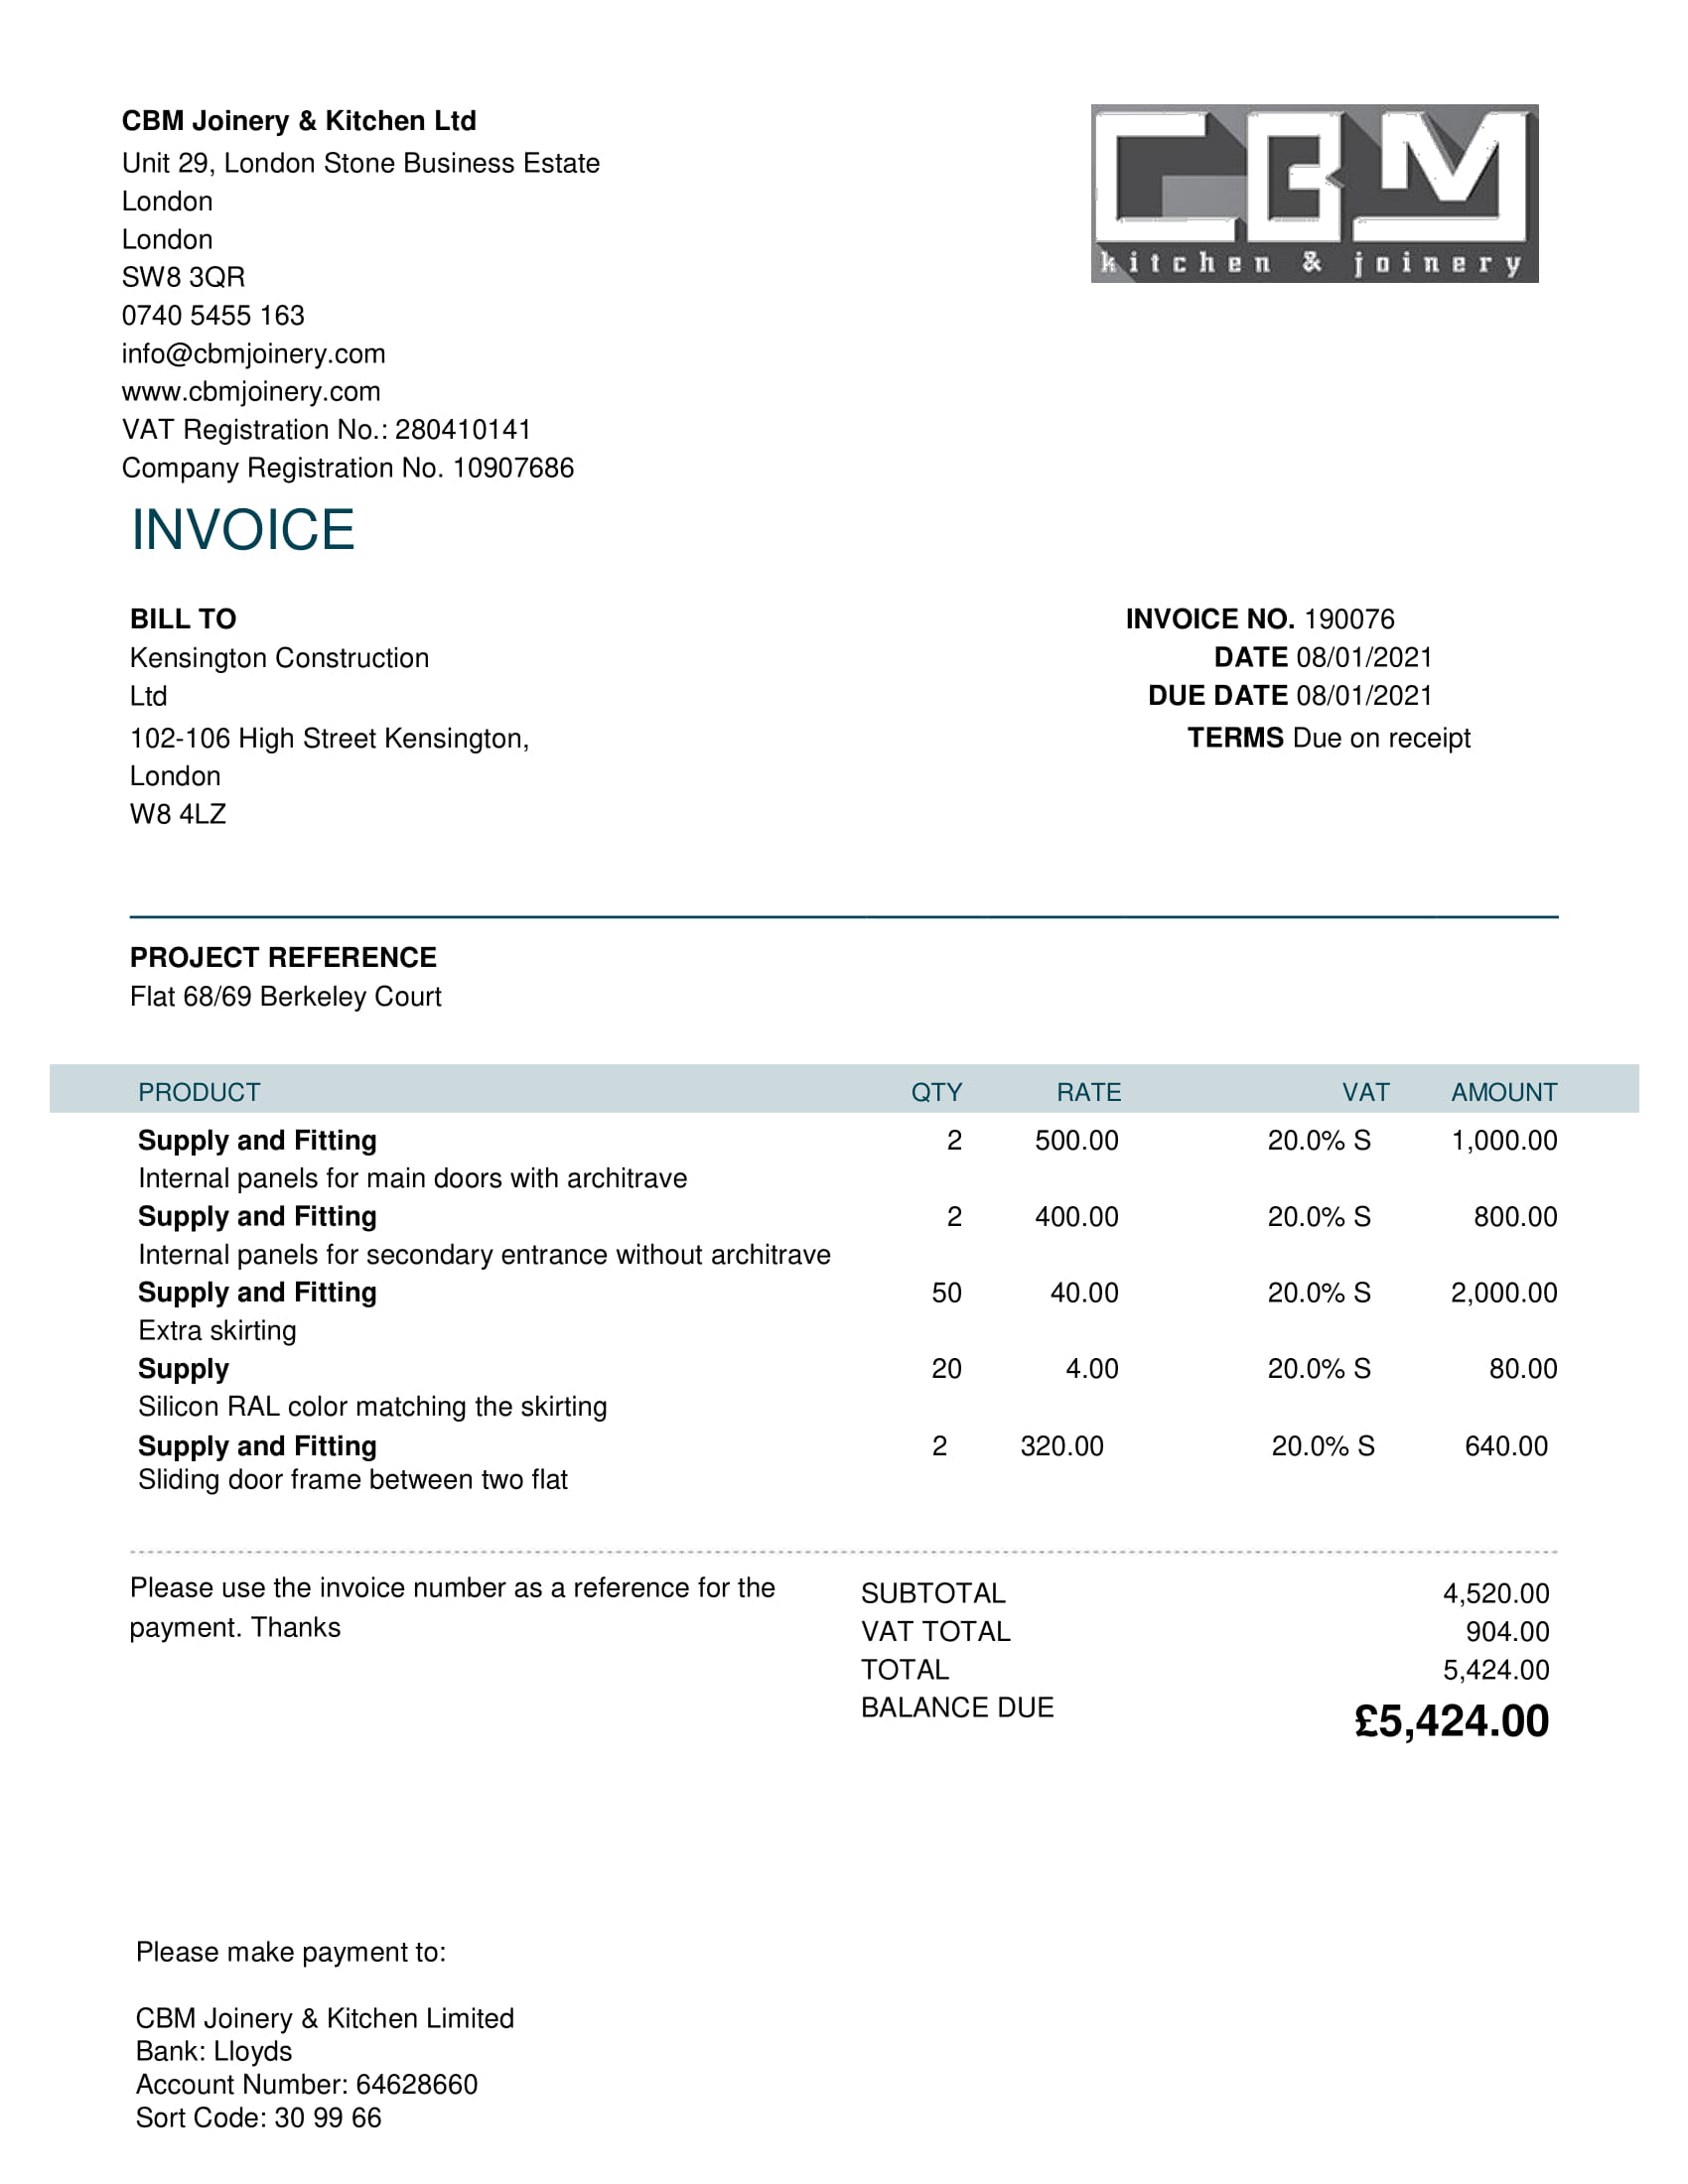 CBM Joinery & Kitchen Ltd
Unit 29, London Stone Business Estate
London
London
SW8 3QR
0740 5455 163
info@cbmjoinery.com
www.cbmjoinery.com
VAT Registration No.: 280410141
Company Registration No. 10907686
CBM
kitchen & joinery
INVOICE
BILL TO
Kensington Construction
Ltd
102-106 High Street Kensington,
London
W8 4LZ
INVOICE NO. 190076
DATE 08/01/2021
DUE DATE 08/01/2021
TERMS Due on receipt
PROJECT REFERENCE
Flat 68/69 Berkeley Court
PRODUCT QTY RATE VAT AMOUNT
Supply and Fitting 2 500.00 20.0% S 1,000.00
Internal panels for main doors with architrave
Supply and Fitting 2 400.00 20.0% S 800.00
Internal panels for secondary entrance without architrave
Supply and Fitting 50 40.00 20.0% S 2,000.00
Extra skirting
Supply 20 4.00 20.0% S 80.00
Silicon RAL color matching the skirting
Supply and Fitting 2 320.00 20.0% S 640.00
Sliding door frame between two flat
Please use the invoice number as a reference for the
payment. Thanks
SUBTOTAL 4,520.00
VAT TOTAL 904.00
TOTAL 5,424.00
BALANCE DUE £5,424.00
Please make payment to:
CBM Joinery & Kitchen Limited
Bank: Lloyds
Account Number: 64628660
Sort Code: 30 99 66